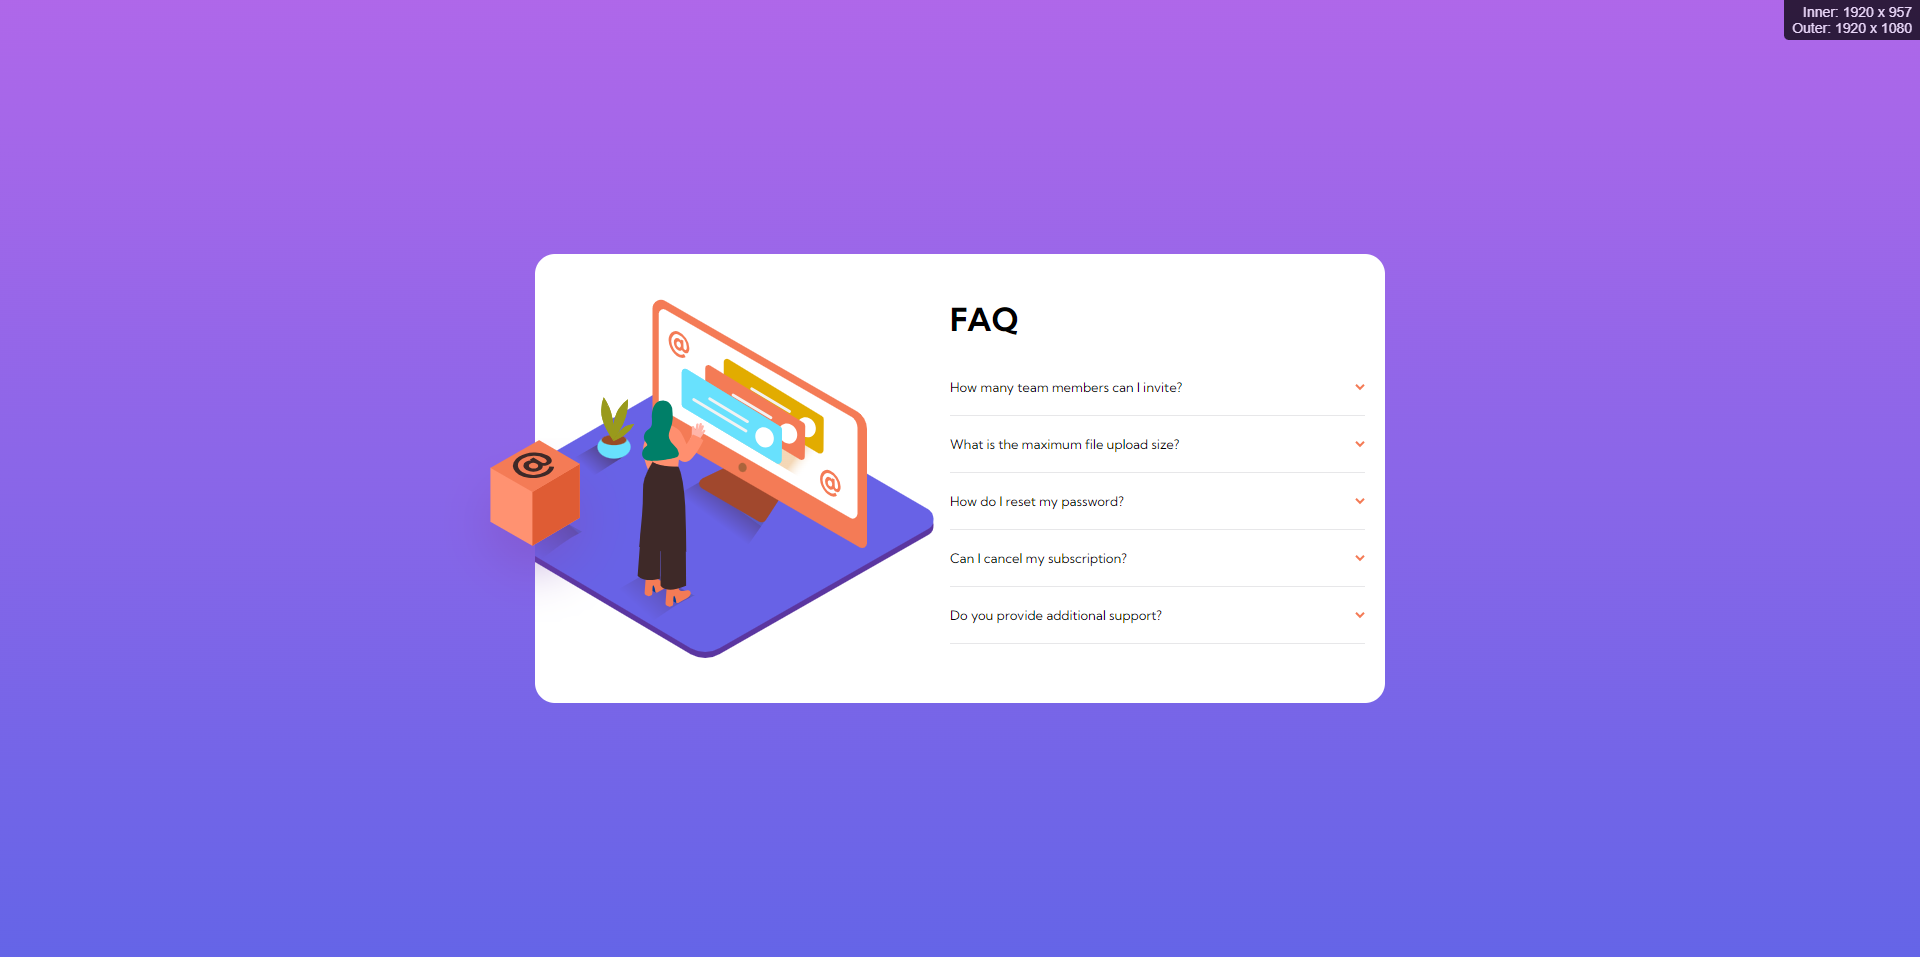 Inner: 1920 x 957
Outer: 1920 x 1080
FAQ
@
How many team members can I invite?
What is the maximum file upload size?
@
@
How do I reset my password?
Can I cancel my subscription?
Do you provide additional support?